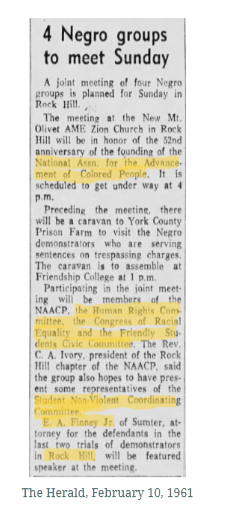 4 Negro groups
to meet Sunday
A joint meeting of four Negro
groups is planned for Sunday in
Rock Hill.
The meeting at the New Mt.
Olivet AME Zion Church in Rock
Hill will be in honor of the 52nd
anniversary of the founding of the
National Assn. for the Advance-
ment of Colored People. It is
scheduled to get under way at 4
p.m.
Preceding the meeting, there
will be a caravan to York County
Prison Farm to visit the Negro
demonstrators who are serving
sentences on trespassing charges.
The caravan is to assemble at
Friendship College at 1 p.m.
Participating in the joint meet-
ing will be members of the
NAACP, the Human Rights Com-
mittee, the Congress of Racial
Equality and the Friendly Stu-
dents Civic Committee. The Rev.
C. A. Ivory, president of the Rock
Hill chapter of the NAACP, said
the group also hopes to have pres-
ent some representatives of the
Student Non-Violent Coordinating
Committee.
E. A. Finney Jr. of Sumter, at-
torney for the defendants in the
last two trials of demonstrators
in Rock Hill, will be featured
speaker at the meeting.
The Herald, February 10, 1961